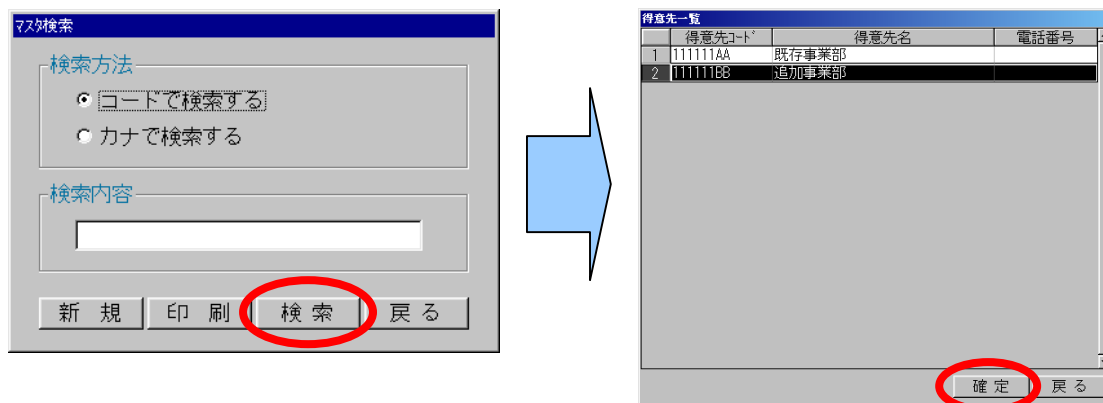 ﾏｽﾀ検索
検索方法
コードで検索する
カナで検索する
検索内容
新 規 印 刷 検 索 戻 る
得意先一覧
得意先ｺｰﾄﾞ 得意先名 電話番号
1 111111AA 既存事業部
2 111111BB 追加事業部
確 定 戻 る